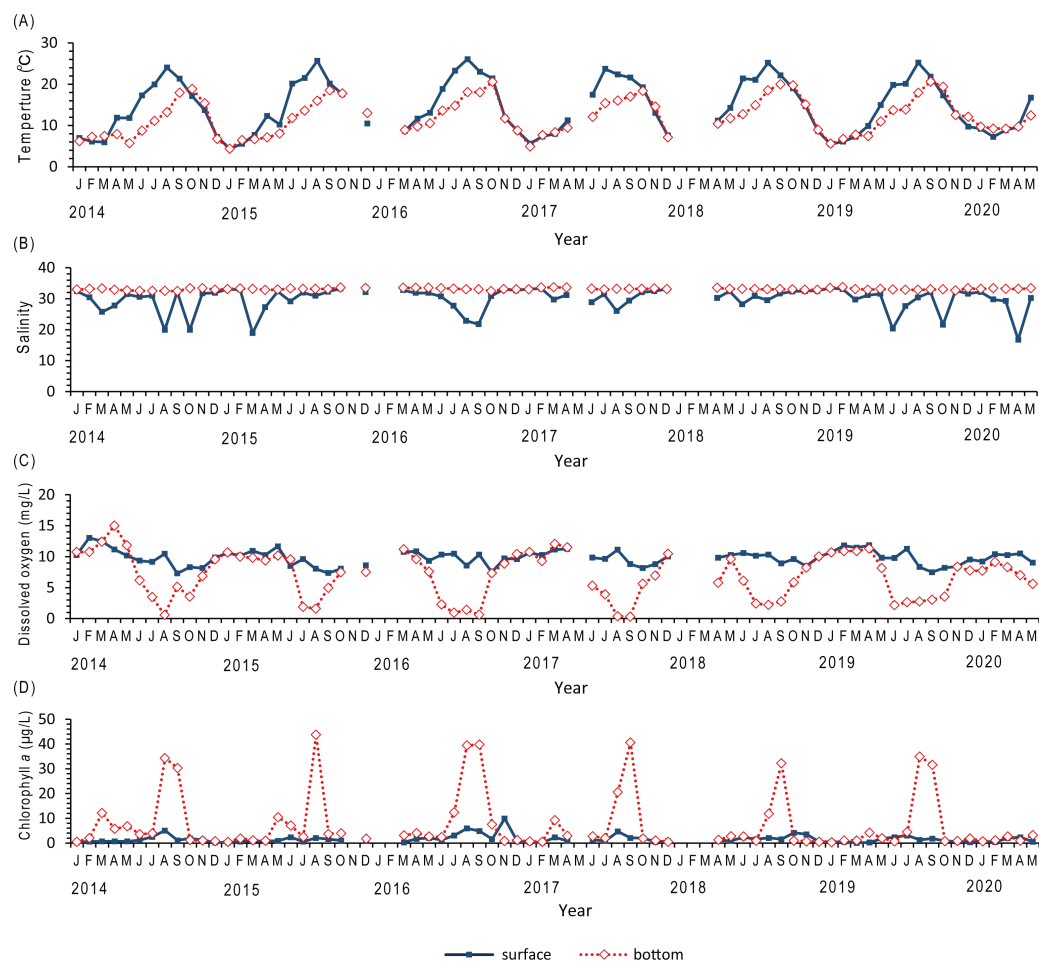 (A)
Temperture (℃)
30
20
10
0
J F M A M J J A S O N D J F M A M J J A S O N D J F M A M J J A S O N D J F M A M J J A S O N D J F M A M J J A S O N D J F M A M J J A S O N D J F M A M
2014 2015 2016 2017 2018 2019 2020
Year
(B)
Salinity
40
30
20
10
0
J F M A M J J A S O N D J F M A M J J A S O N D J F M A M J J A S O N D J F M A M J J A S O N D J F M A M J J A S O N D J F M A M J J A S O N D J F M A M
2014 2015 2016 2017 2018 2019 2020
Year
(C)
Dissolved oxygen (mg/L)
20
15
10
5
0
J F M A M J J A S O N D J F M A M J J A S O N D J F M A M J J A S O N D J F M A M J J A S O N D J F M A M J J A S O N D J F M A M J J A S O N D J F M A M
2014 2015 2016 2017 2018 2019 2020
Year
(D)
Chlorophyll a (µg/L)
50
40
30
20
10
0
J F M A M J J A S O N D J F M A M J J A S O N D J F M A M J J A S O N D J F M A M J J A S O N D J F M A M J J A S O N D J F M A M J J A S O N D J F M A M
2014 2015 2016 2017 2018 2019 2020
Year
surface bottom